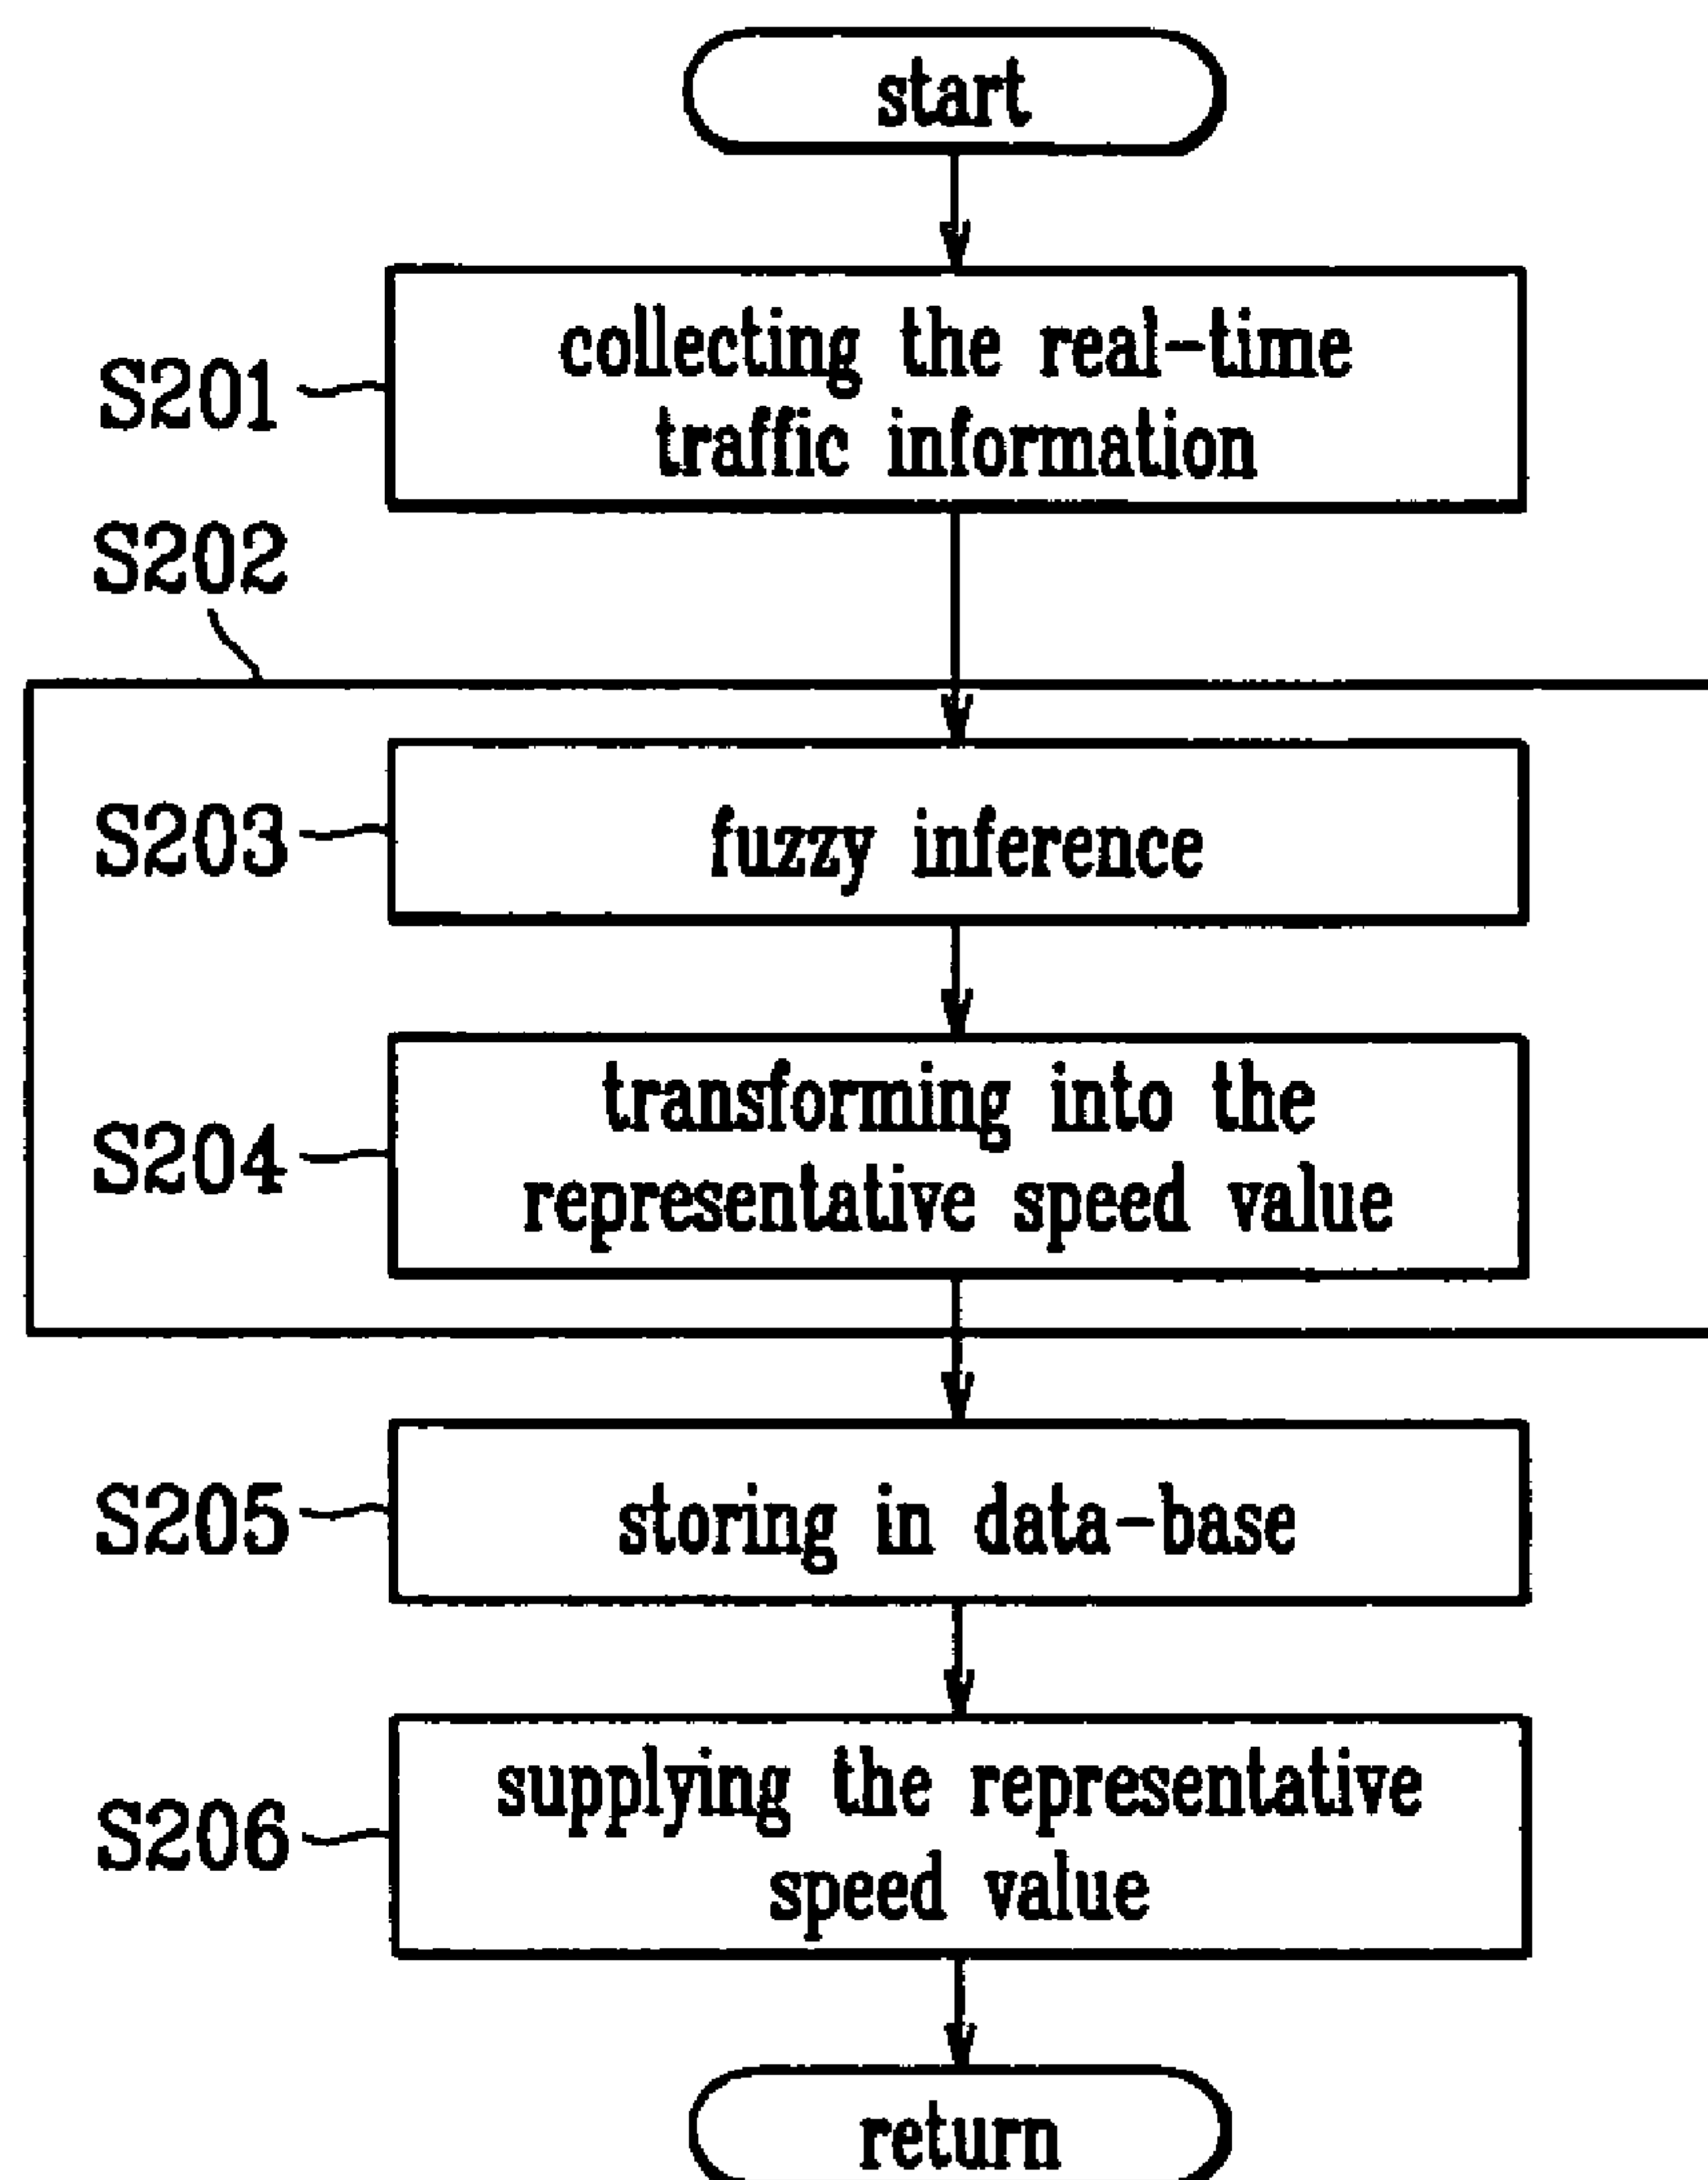 start
S201
collecting the real-time
traffic information
S202
S203
fuzzy inference
S204
transforming into the
representative speed value
S205
storing in data-base
S206
supplying the representative
speed value
return